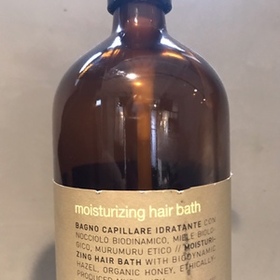 moisturizing hair bath
BAGNO CAPILLARE IDRATANTE CON
NOCCIOLO BIODINAMICO, MIELE BIOLO-
GICO, MURUMURU ETICO // MOISTURI-
ZING HAIR BATH WITH BIODYNAMIC
HAZEL, ORGANIC HONEY, ETHICALLY-
PRODUCED